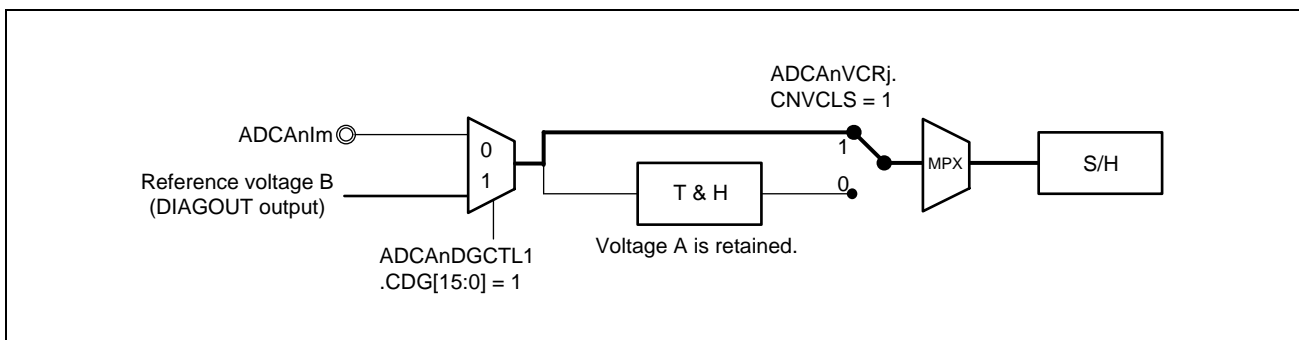 ADCAnVCRj.
CNVCLS = 1
ADCAnIm
0
1
1
MPX
S/H
Reference voltage B
(DIAGOUT output)
T & H
0
ADCAnDGCTL1
.CDG[15:0] = 1
Voltage A is retained.